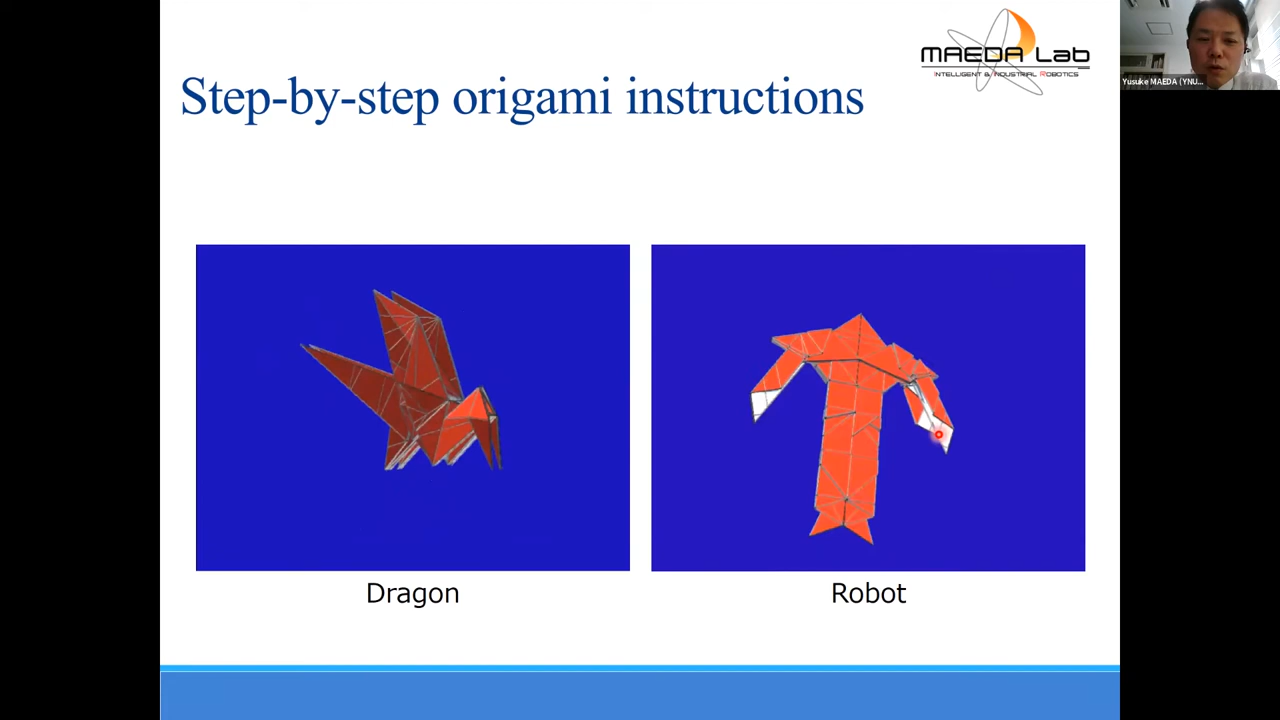 MAEDA Lab
INTELLIGENT & INDUSTRIAL ROBOTICS
Yusuke MAEDA (YNU...
Step-by-step origami instructions
Dragon
Robot